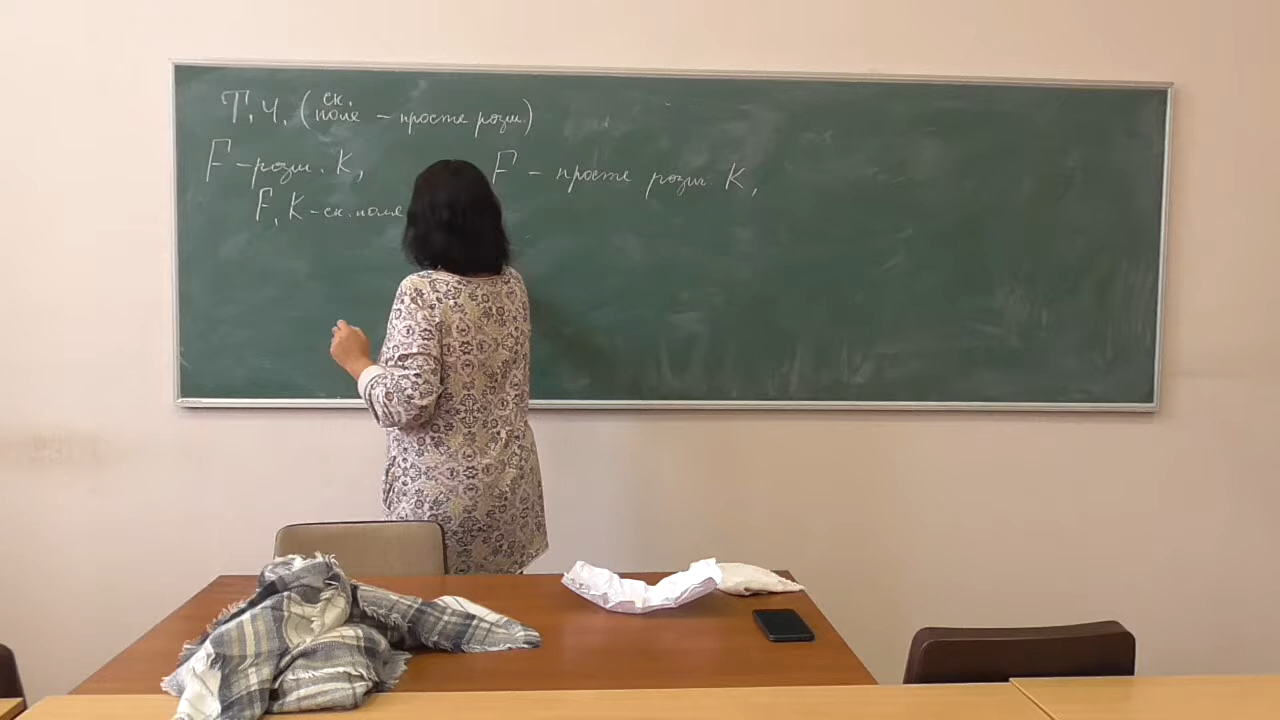 Т.Ч. (ск. поле – просте розш.)
F – розш. K, F – просте розш. K,
F, K – ск. поле